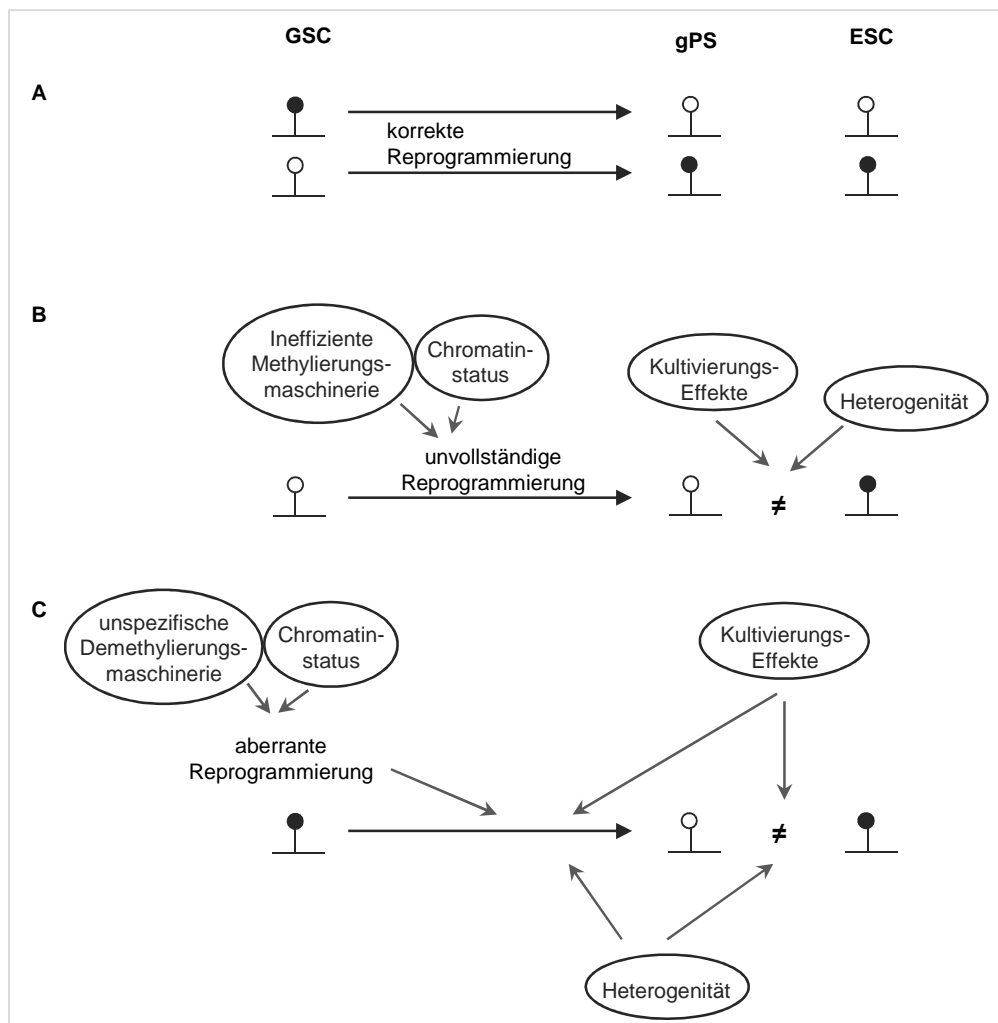 GSC
gPS
ESC
A
korrekte
Reprogrammierung
B
Ineffiziente
Methylierungs-
maschinerie
Chromatin-
status
Kultivierungs-
Effekte
Heterogenität
unvollständige
Reprogrammierung
≠
C
unspezifische
Demethylierungs-
maschinerie
Chromatin-
status
Kultivierungs-
Effekte
aberrante
Reprogrammierung
≠
Heterogenität